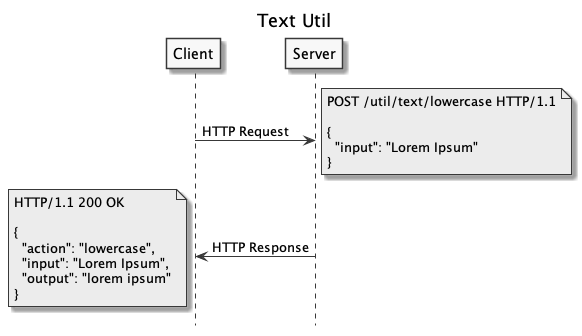 Text Util
Client
Server
POST /util/text/lowercase HTTP/1.1
{
"input": "Lorem Ipsum"
}
HTTP Request
HTTP/1.1 200 OK
{
"action": "lowercase",
"input": "Lorem Ipsum",
"output": "lorem ipsum"
}
HTTP Response